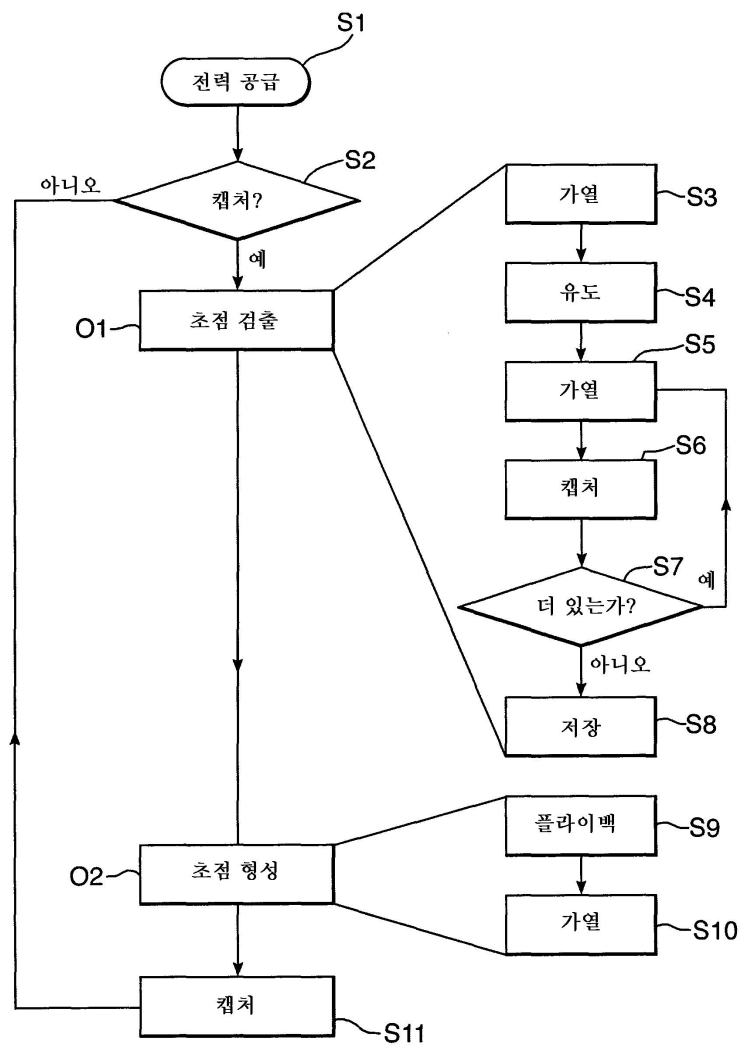 S1
전력 공급
S2
캡처?
아니오
예
O1
초점 검출
가열
S3
유도
S4
S5
가열
S6
캡처
S7
더 있는가?
예
아니오
저장
S8
플라이백
S9
O2
초점 형성
가열
S10
캡처
S11